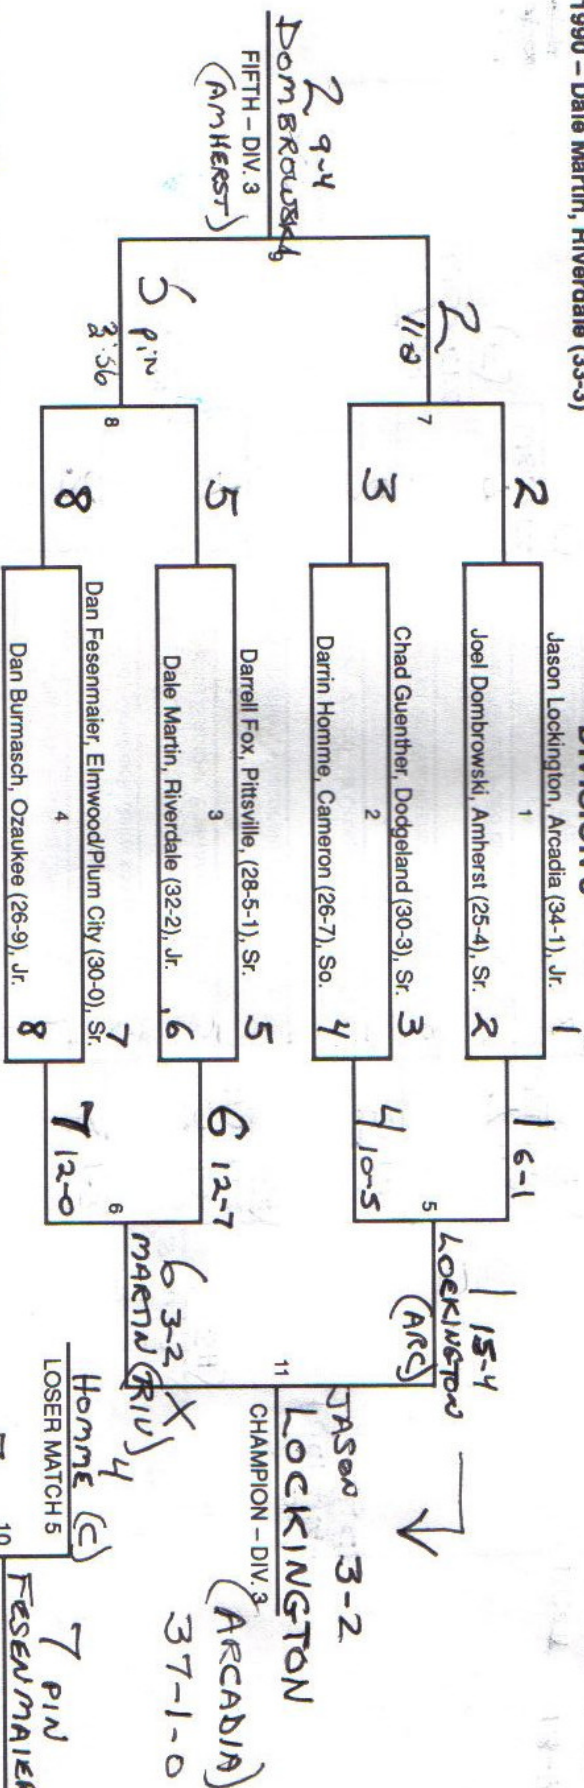 1990 – Dale Martin, Riverdale (33-3)
Jason Lockington, Arcadia (34-1), Jr. 1
1
Joel Dombrowski, Amherst (25-4), Sr. 2
Chad Guenther, Dodgeland (30-3), Sr. 3
2
Darrin Homme, Cameron (26-7), So. 4
Darrell Fox, Pittsville, (28-5-1), Sr. 5
3
Dale Martin, Riverdale (32-2), Jr. 6
Dan Fesenmaier, Elmwood/Plum City (30-0), Sr. 7
4
Dan Burmasch, Ozaukee (26-9), Jr. 8
1 6-1
4 10-5
5
6 12-7
7 12-0
6
1 15-4
LOCKINGTON
(ARC)
6 3-2 X
MARTIN (RIV)
11
JASON 3-2
LOCKINGTON
CHAMPION – DIV. 3
(ARCADIA)
37-1-0
2
3
7
5
8
8
2
5 PIN
2:56
9
2 9-4
DOMBROWSKI
FIFTH – DIV. 3
(AMHERST)
4
HOMME (C)
LOSER MATCH 5
10
7 PIN
FESENMAIER